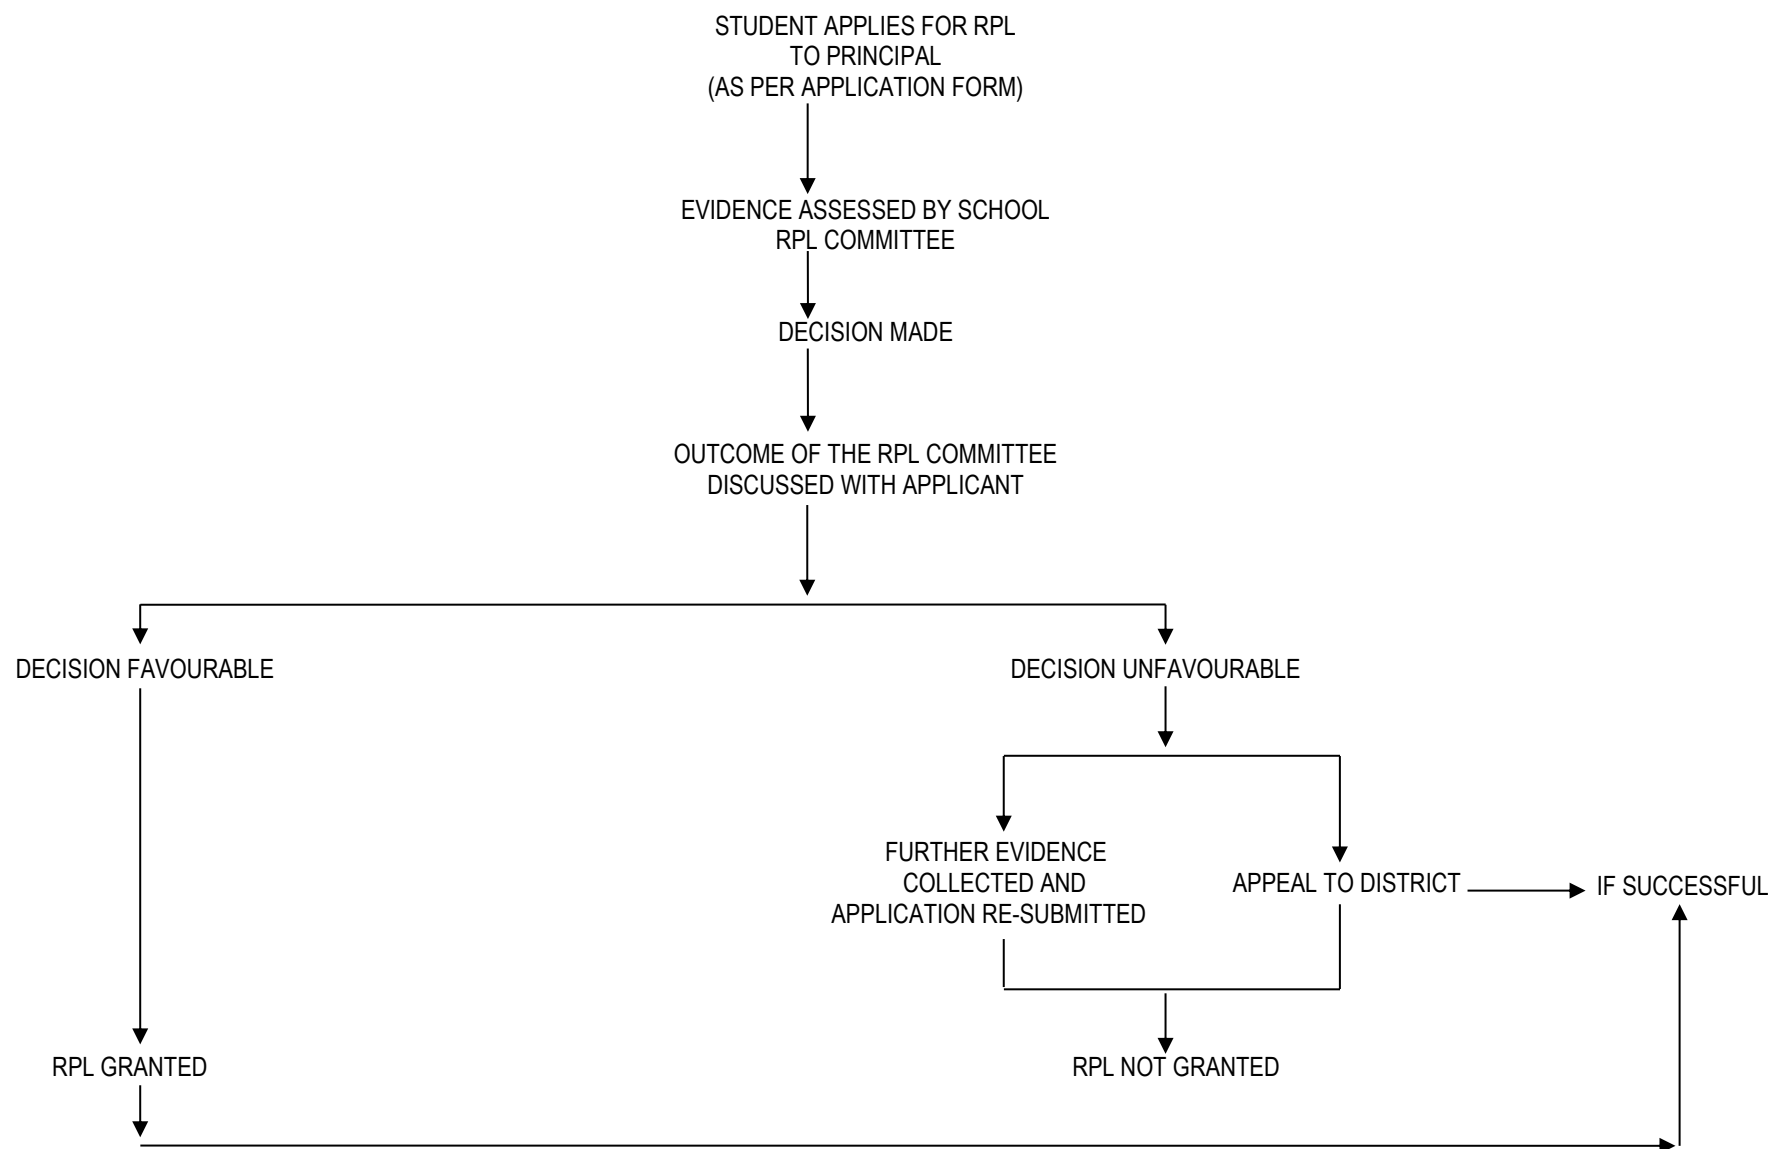 STUDENT APPLIES FOR RPL
TO PRINCIPAL
(AS PER APPLICATION FORM)
EVIDENCE ASSESSED BY SCHOOL
RPL COMMITTEE
DECISION MADE
OUTCOME OF THE RPL COMMITTEE
DISCUSSED WITH APPLICANT
DECISION FAVOURABLE
DECISION UNFAVOURABLE
FURTHER EVIDENCE
COLLECTED AND
APPLICATION RE-SUBMITTED
APPEAL TO DISTRICT
IF SUCCESSFUL
RPL GRANTED
RPL NOT GRANTED